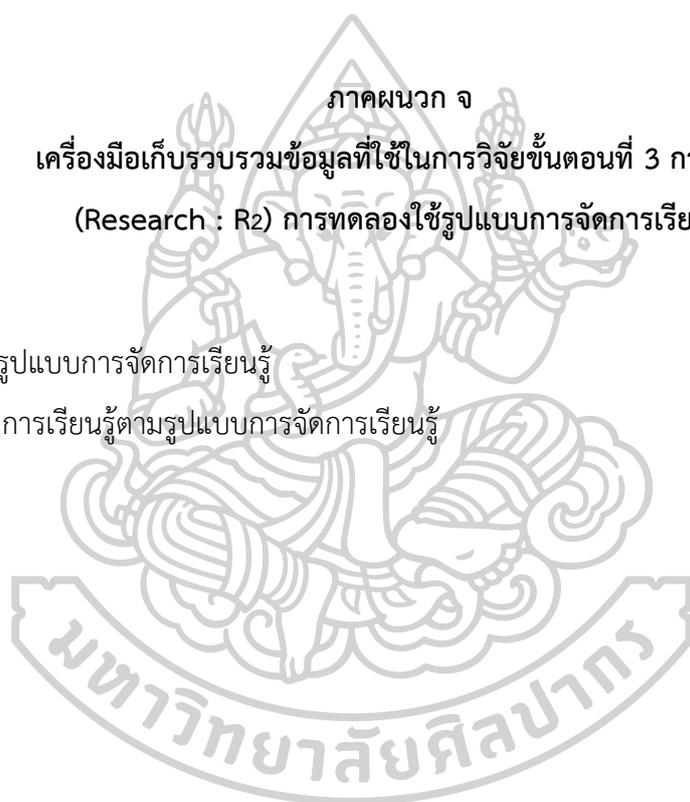 ภาคผนวก จ
เครื่องมือเก็บรวบรวมข้อมูลที่ใช้ในการวิจัยขั้นตอนที่ 3
(Research : R2) การทดลองใช้รูปแบบการจัดการเรีย
รูปแบบการจัดการเรียนรู้
การเรียนรู้ตามรูปแบบการจัดการเรียนรู้
มหาวิทยาลัยศิลปากร